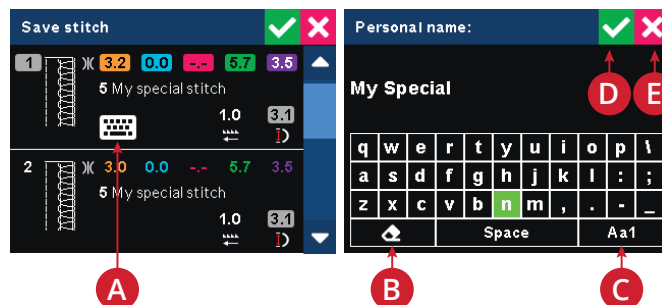 Save stitch
1 3.2 0.0 -.- 5.7 3.5
5 My special stitch
1.0 3.1
2 3.0 0.0 -.- 5.7 3.5
5 My special stitch
1.0 3.1
A
Personal name:
My Special
D E
q w e r t y u i o p \
a s d f g h j k l : ;
z x c v b n m , . - _
Space Aa1
B C